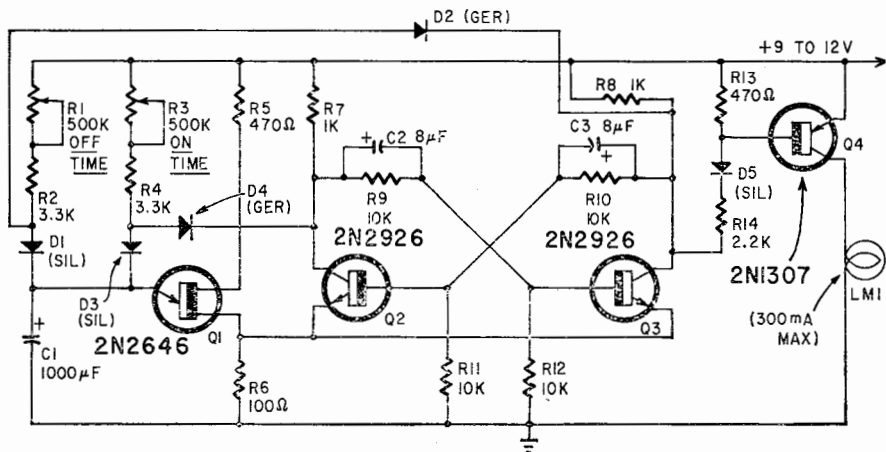 D2 (GER)
+9 TO 12V
R1
500K
OFF
TIME
R3
500K
ON
TIME
R5
470Ω
R7
1K
R8 1K
R13
470Ω
Q4
+ C2 8µF
C3 8µF
+
R2
3.3K
R4
3.3K
D4
(GER)
R9
10K
R10
10K
D5
(SIL)
R14
2.2K
2N2926
2N2926
2N1307
D1
(SIL)
D3
(SIL)
2N2646
Q1
Q2
Q3
LM1
(300mA
MAX)
+
C1
1000µF
R6
100Ω
R11
10K
R12
10K